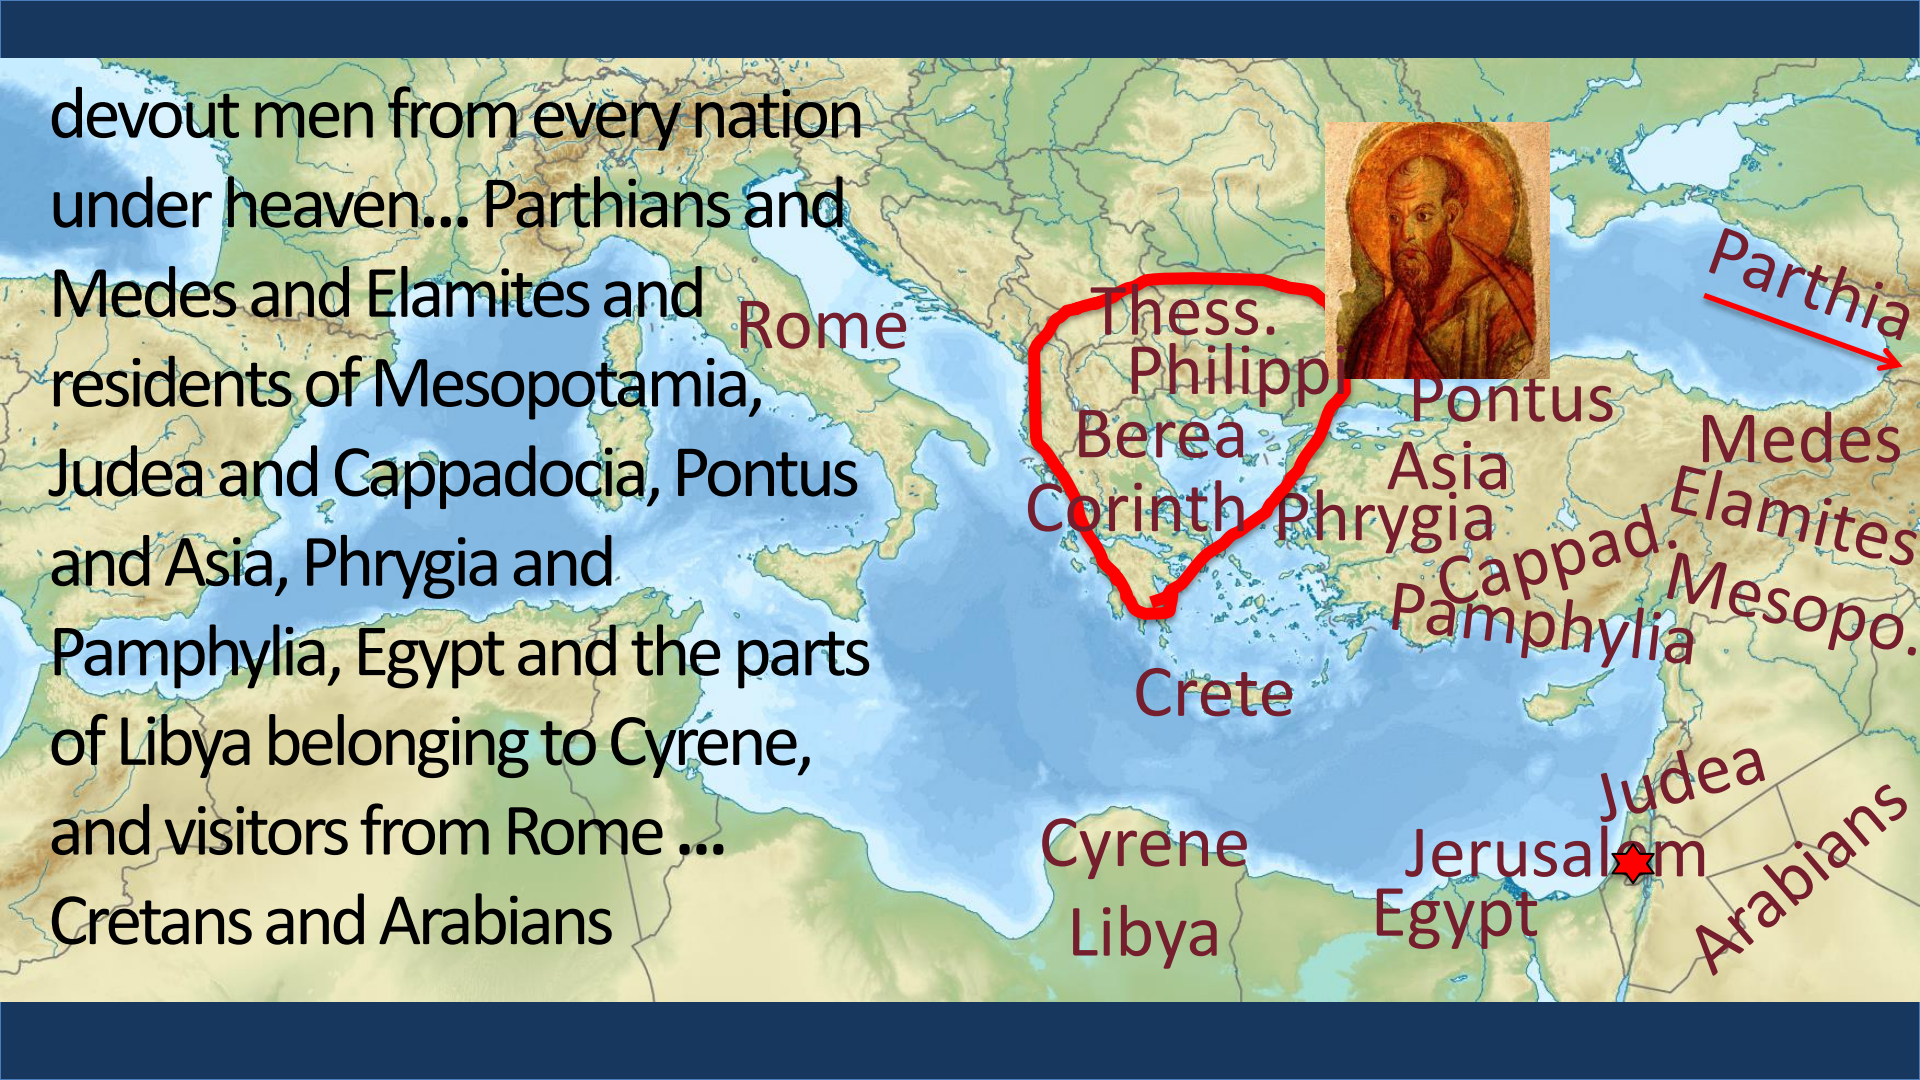 devout men from every nation
under heaven... Parthians and
Medes and Elamites and
residents of Mesopotamia,
Judea and Cappadocia, Pontus
and Asia, Phrygia and
Pamphylia, Egypt and the parts
of Libya belonging to Cyrene,
and visitors from Rome ...
Cretans and Arabians
Rome
Thess.
Philippi
Berea
Corinth
Crete
Cyrene
Libya
Parthia
Pontus
Asia
Phrygia
Cappad.
Pamphylia
Medes
Elamites
Mesopo.
Judea
Jerusalem
Egypt
Arabians